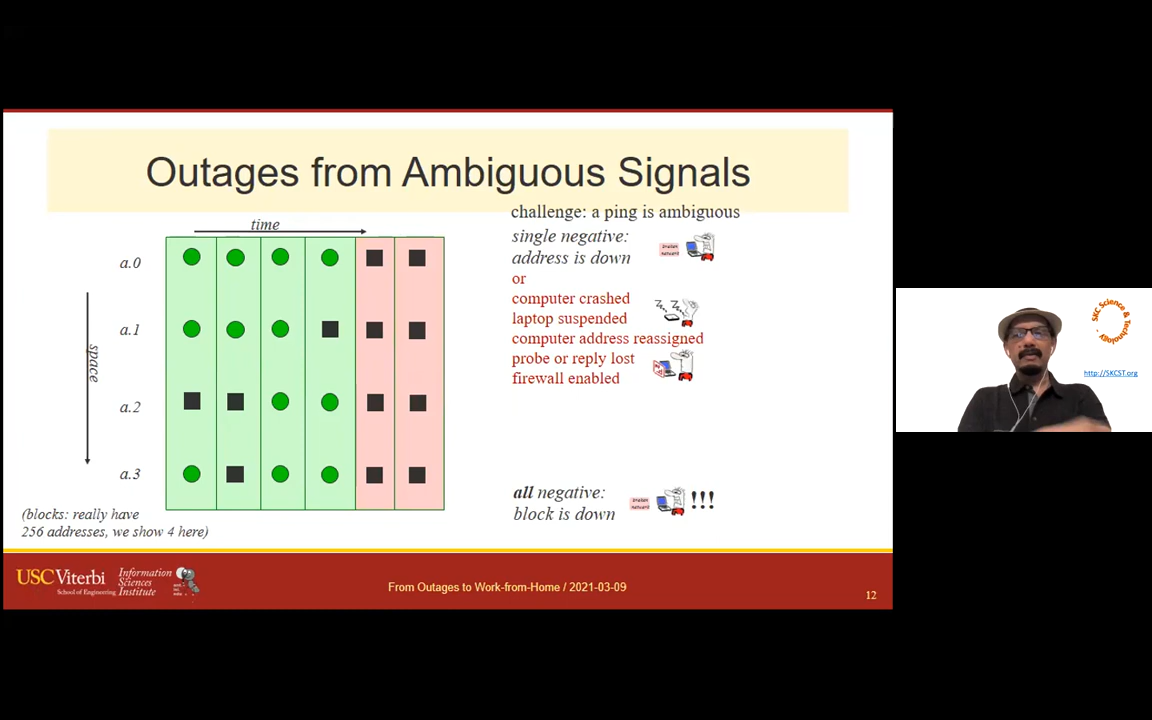 Outages from Ambiguous Signals
time
a.0
a.1
space
a.2
a.3
(blocks: really have
256 addresses, we show 4 here)
challenge: a ping is ambiguous
single negative:
address is down
or
computer crashed
laptop suspended
computer address reassigned
probe or reply lost
firewall enabled
all negative:
block is down
!!!
USC Viterbi
School of Engineering
Information
Sciences
Institute
From Outages to Work-from-Home / 2021-03-09
12
SKC Science & Technology
http://SKCST.org